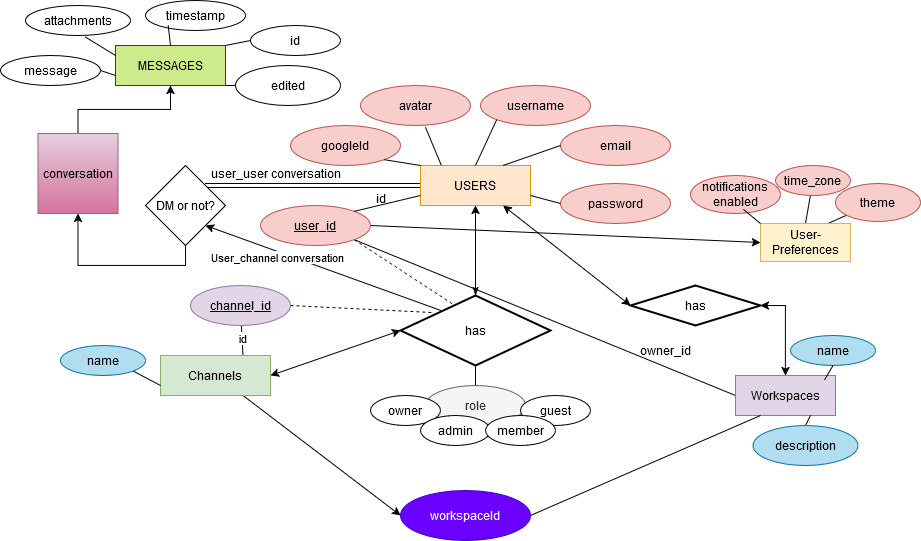 attachments
timestamp
id
MESSAGES
message
edited
avatar
username
googleId
email
conversation
user_user conversation
USERS
DM or not?
id
password
notifications
enabled
time_zone
theme
user_id
User-
Preferences
User_channel conversation
channel_id
has
has
id
name
Channels
owner_id
name
Workspaces
role
owner
guest
admin
member
description
workspaceId